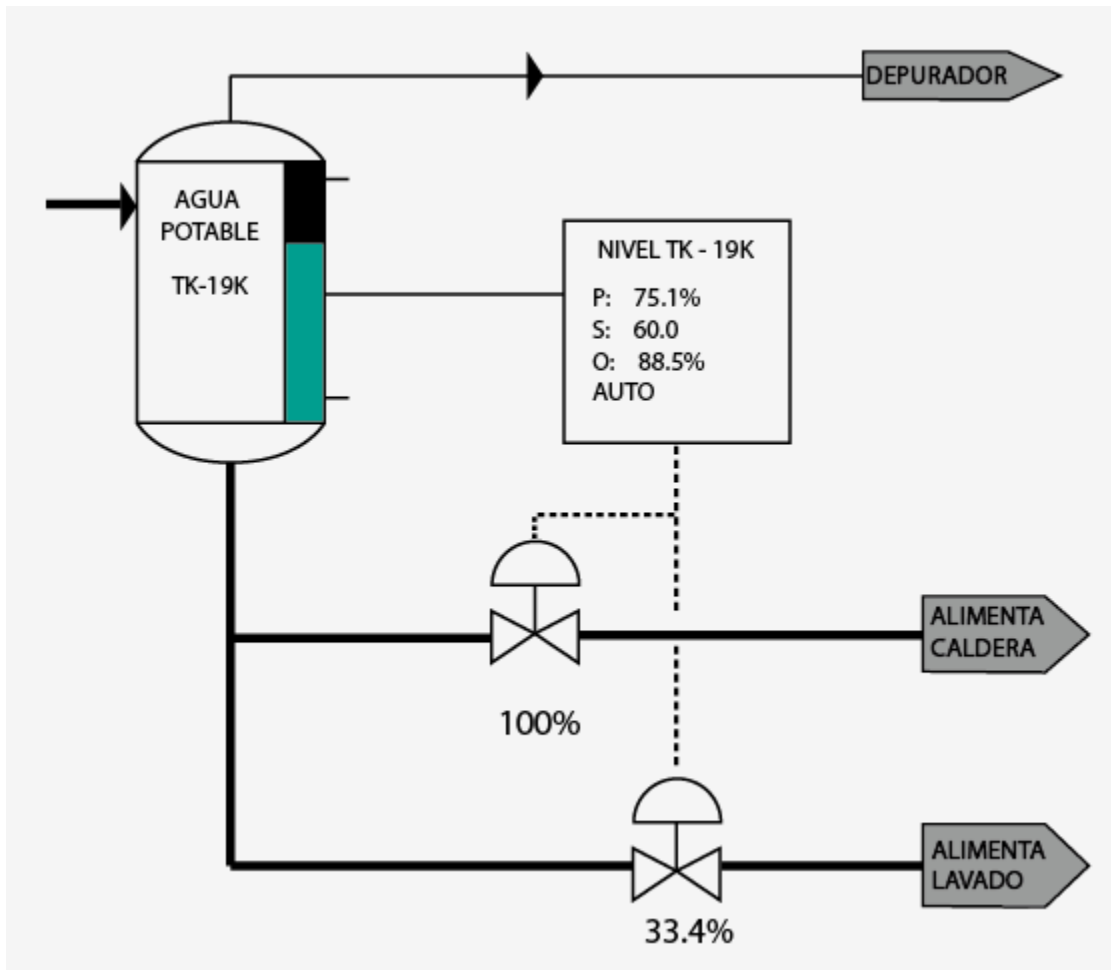 DEPURADOR
AGUA
POTABLE
TK-19K
NIVEL TK - 19K
P: 75.1%
S: 60.0
O: 88.5%
AUTO
ALIMENTA
CALDERA
100%
ALIMENTA
LAVADO
33.4%